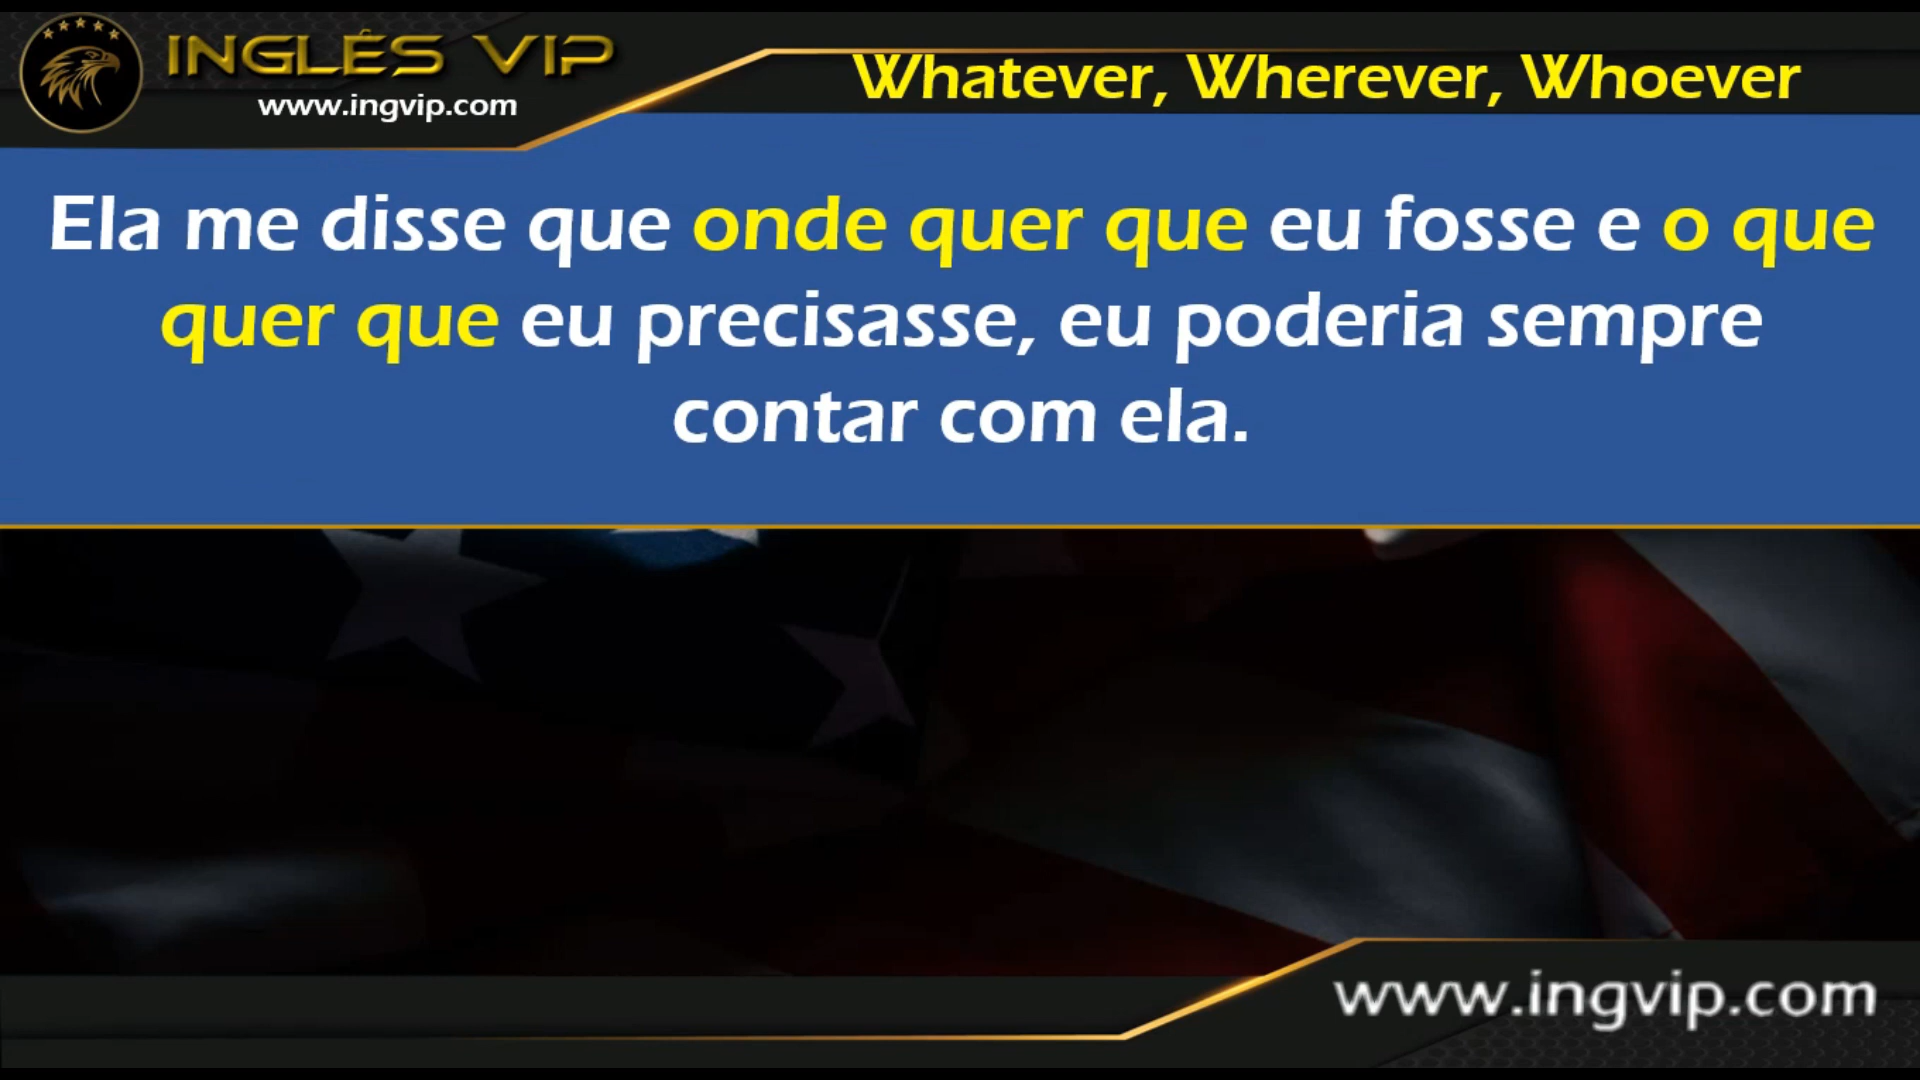 INGLÊS VIP
www.ingvip.com
Whatever, Wherever, Whoever
Ela me disse que onde quer que eu fosse e o que
quer que eu precisasse, eu poderia sempre
contar com ela.
www.ingvip.com